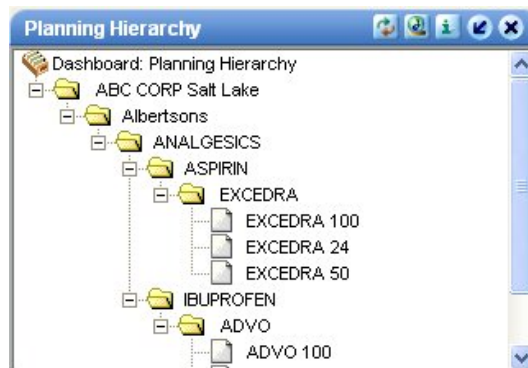 Planning Hierarchy
Dashboard: Planning Hierarchy
ABC CORP Salt Lake
Albertsons
ANALGESICS
ASPIRIN
EXCEDRA
EXCEDRA 100
EXCEDRA 24
EXCEDRA 50
IBUPROFEN
ADVO
ADVO 100